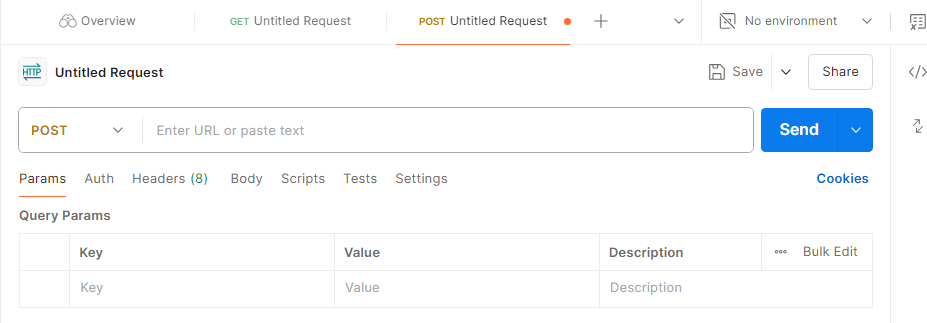 Overview GET Untitled Request POST Untitled Request No environment
HTTP Untitled Request Save Share </>
POST Enter URL or paste text Send
Params Auth Headers (8) Body Scripts Tests Settings Cookies
Query Params
Key Value Description Bulk Edit
Key Value Description